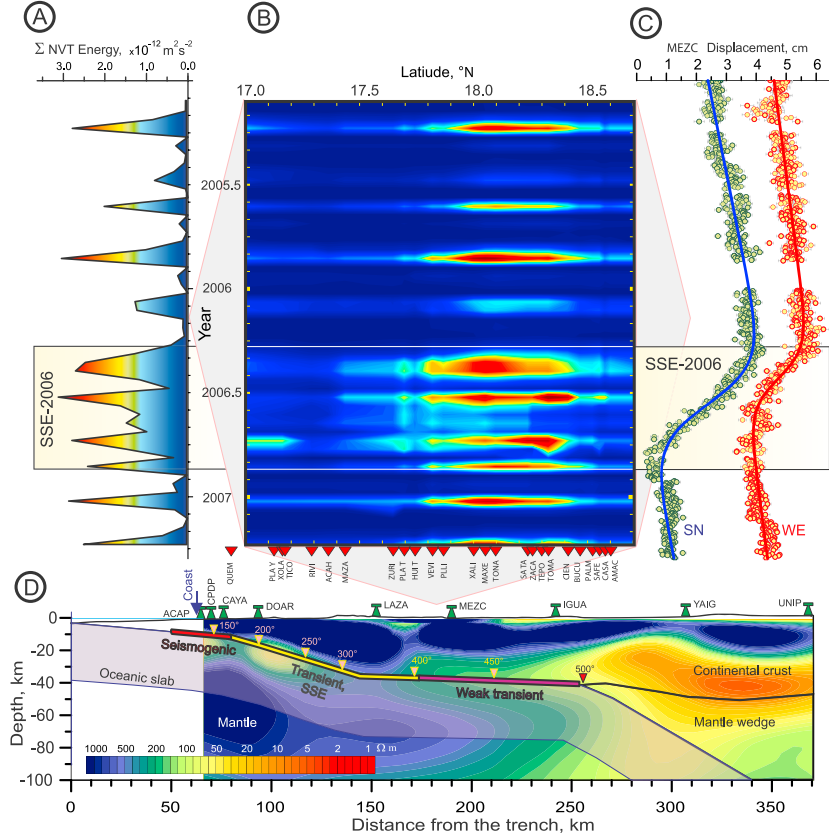 A
B
C
Σ NVT Energy, x10-12 m2s-2
3.0 2.0 1.0 0.0
Latiude, °N
17.0 17.5 18.0 18.5
MEZC Displacement, cm
0 1 2 3 4 5 6
2005.5
2006
2006.5
2007
Year
SSE-2006
SSE-2006
SN
WE
QUEM
PLAY
XOLA
TICO
RIVI
ACAH
MAZA
ZURI
PLAT
HUIT
VEVI
PLLI
XALI
MAXE
TONA
SATA
ZACA
TEPO
TOMA
CIEN
BUCU
PALM
SAFE
CASA
AMAC
D
Coast
ACAP CPDP CAYA DOAR LAZA MEZC IGUA YAIG UNIP
150° 200° 250° 300° 400° 450° 500°
Seismogenic
Transient, SSE
Weak transient
Oceanic slab
Mantle
Continental crust
Mantle wedge
1000 500 200 100 50 20 10 5 2 1 Ω m
Depth, km
0
-20
-40
-60
-80
-100
0 50 100 150 200 250 300 350
Distance from the trench, km